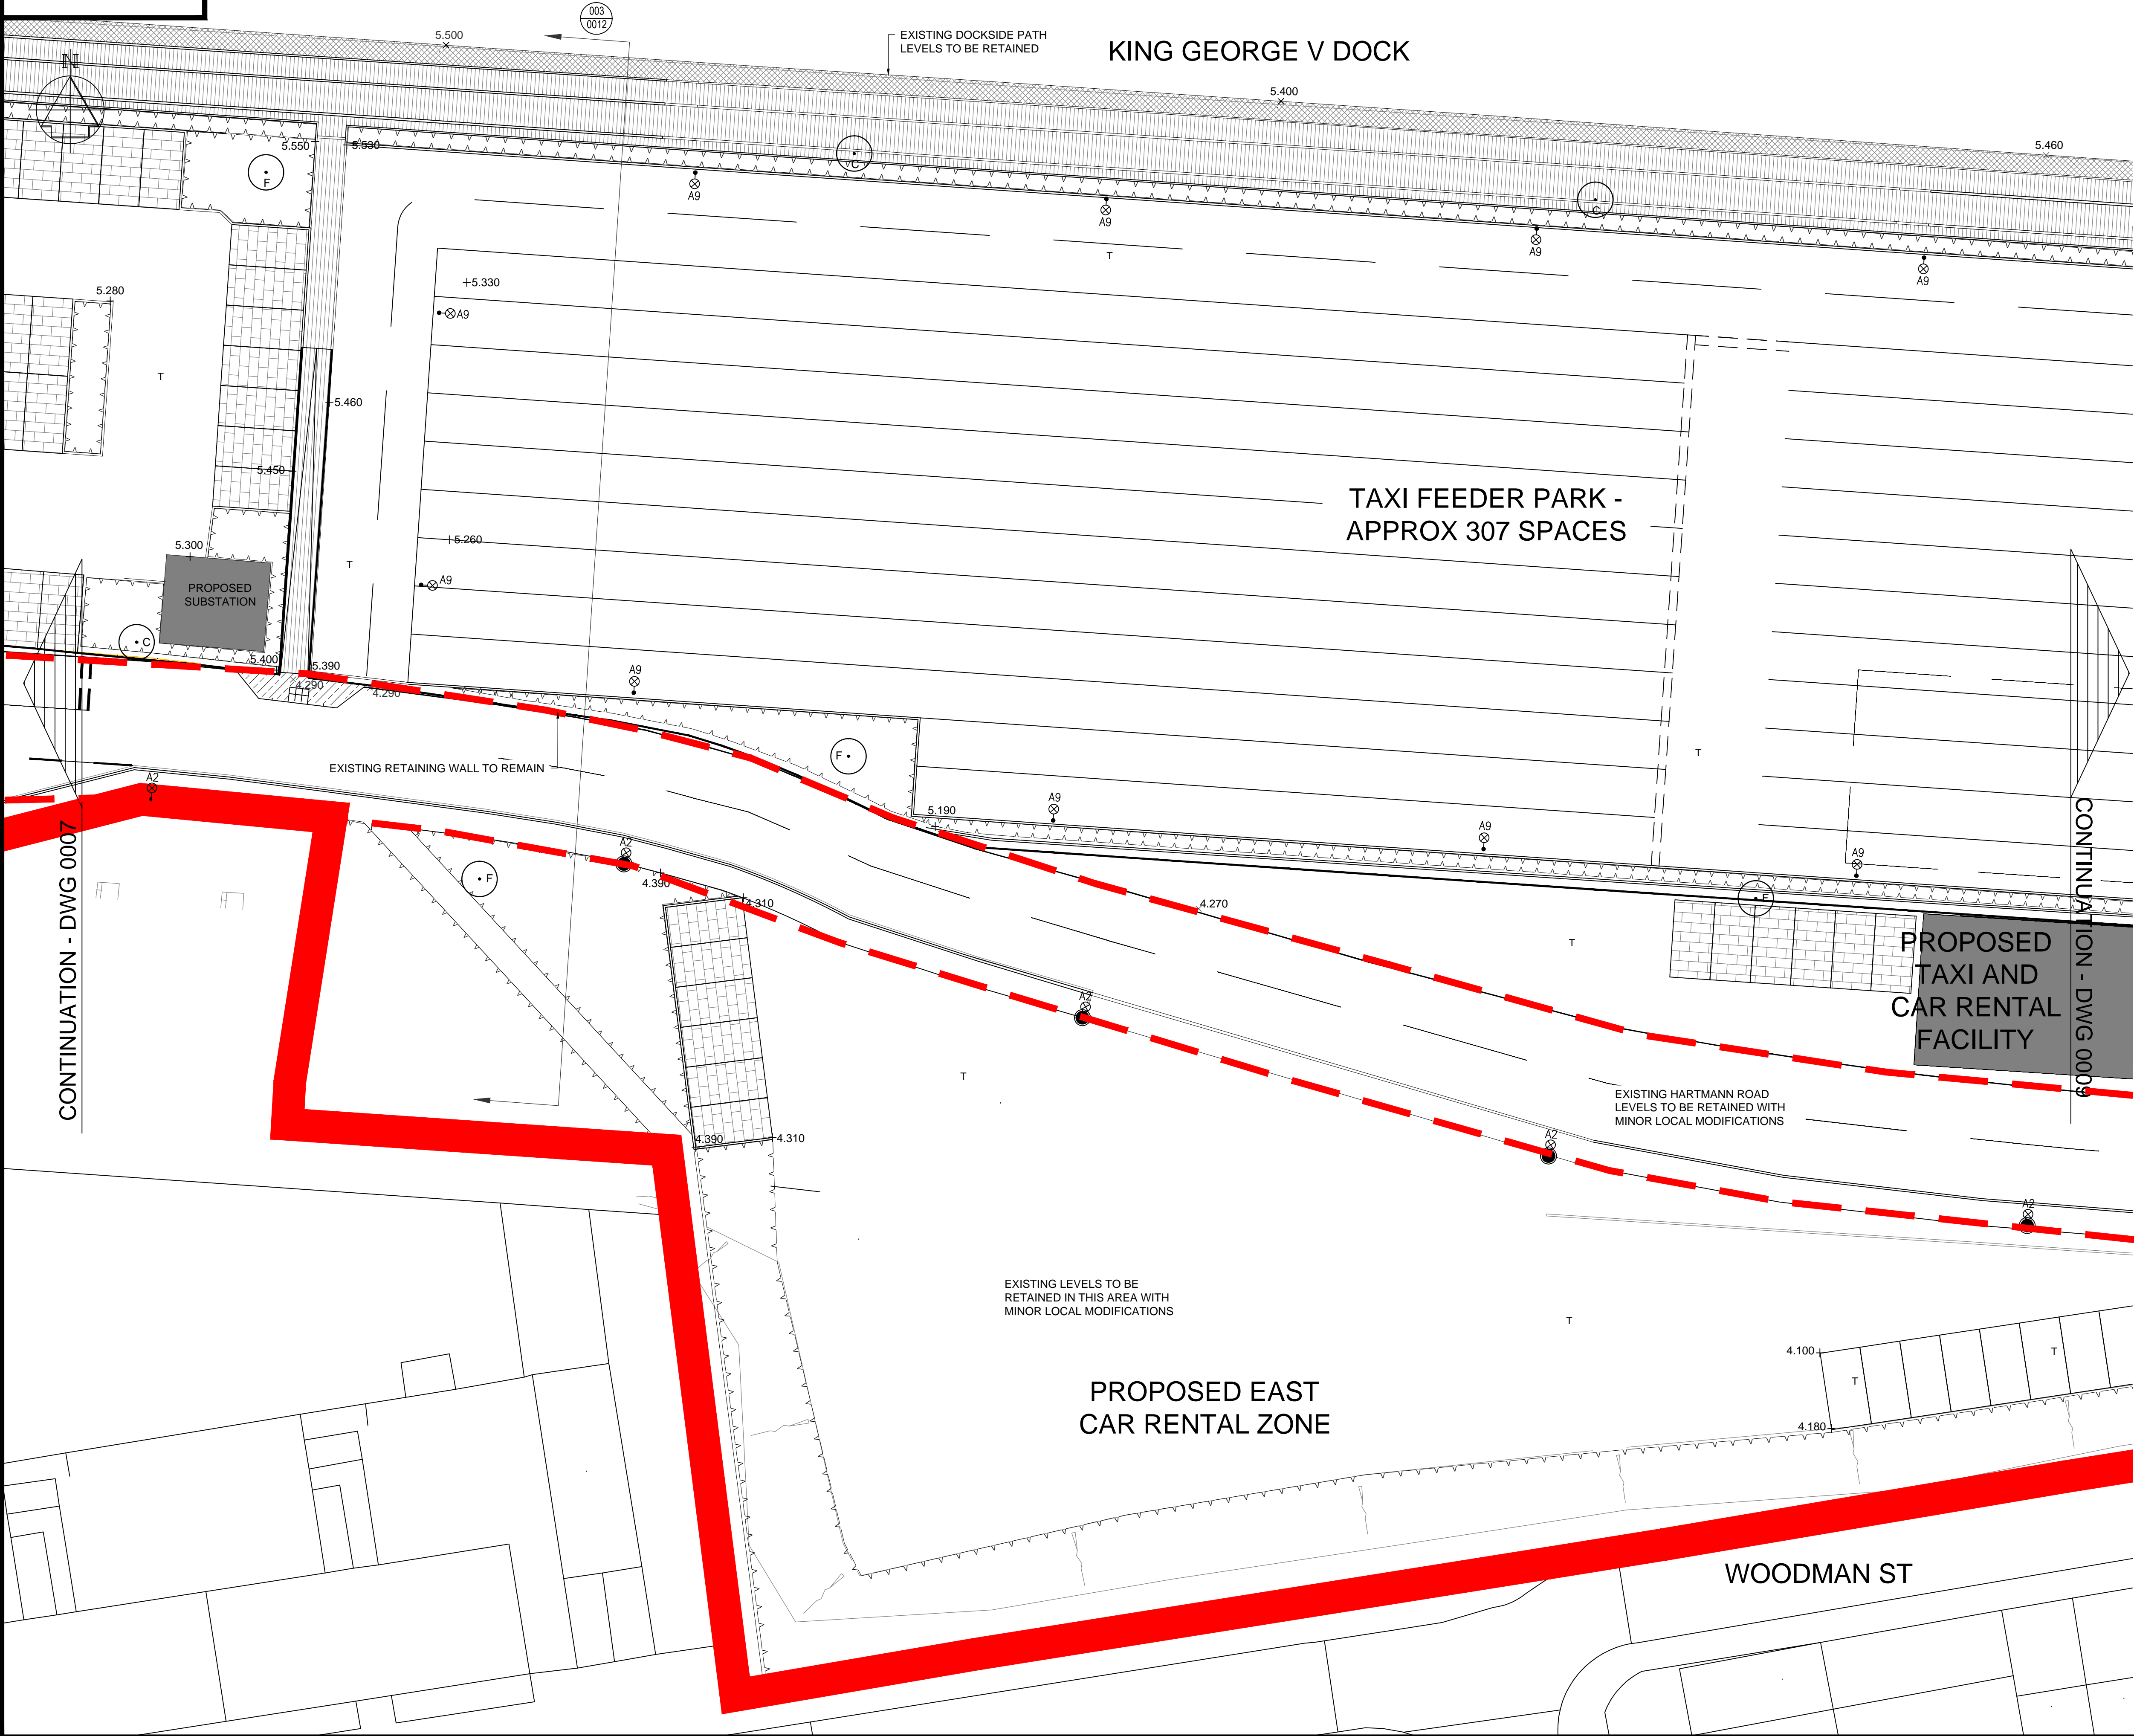 003
0012
5.500
EXISTING DOCKSIDE PATH
LEVELS TO BE RETAINED
KING GEORGE V DOCK
N
5.400
5.460
5.550
5.530
F
C
C
A9
A9
A9
A9
T
5.280
5.330
A9
T
5.460
5.450
TAXI FEEDER PARK -
APPROX 307 SPACES
5.260
5.300
T
A9
PROPOSED
SUBSTATION
C
5.400
5.390
4.290
4.290
A9
F
T
EXISTING RETAINING WALL TO REMAIN
A2
5.190
A9
A9
A9
CONTINUATION - DWG 0007
CONTINUATION - DWG 0009
A2
F
4.390
4.310
4.270
F
T
PROPOSED
TAXI AND
CAR RENTAL
FACILITY
A2
T
EXISTING HARTMANN ROAD
LEVELS TO BE RETAINED WITH
MINOR LOCAL MODIFICATIONS
4.390
4.310
A2
A2
EXISTING LEVELS TO BE
RETAINED IN THIS AREA WITH
MINOR LOCAL MODIFICATIONS
T
4.100
T
T
PROPOSED EAST
CAR RENTAL ZONE
4.180
WOODMAN ST